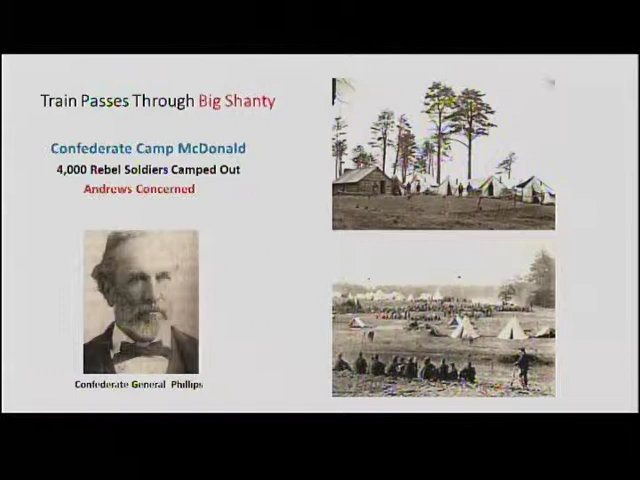 Train Passes Through Big Shanty
Confederate Camp McDonald
4,000 Rebel Soldiers Camped Out
Andrews Concerned
Confederate General Phillips